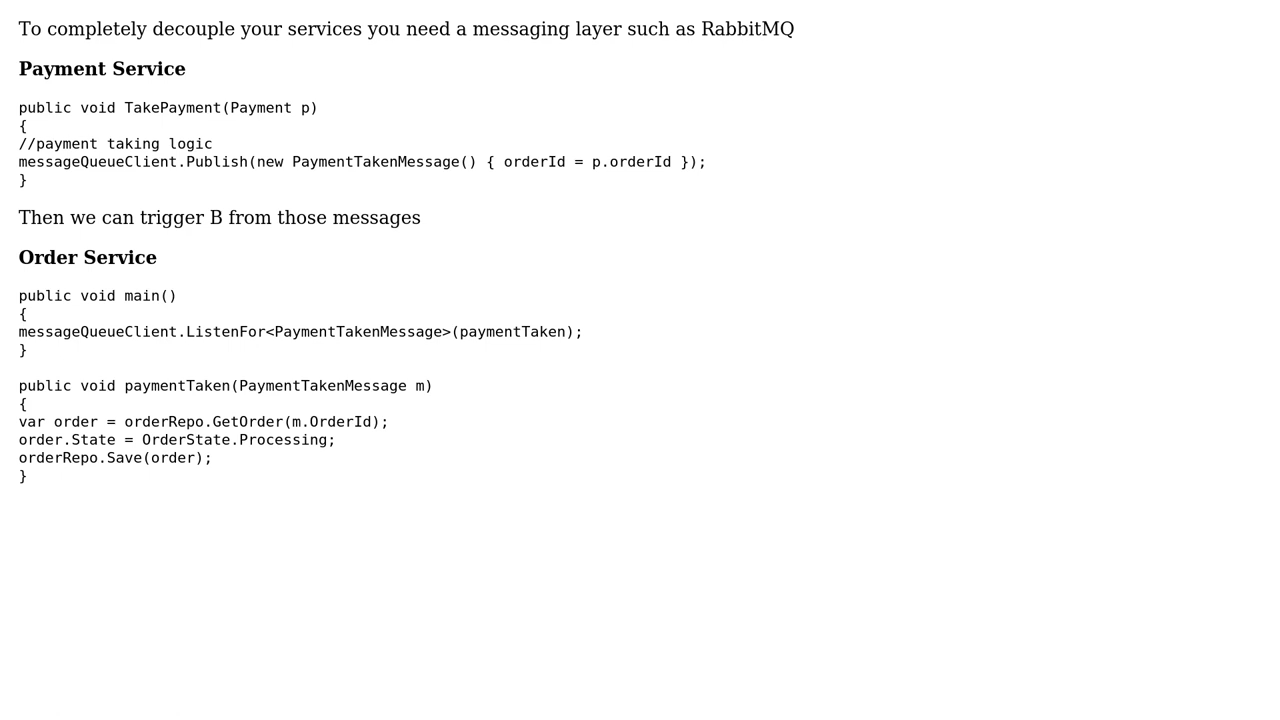 To completely decouple your services you need a messaging layer such as RabbitMQ
Payment Service
public void TakePayment(Payment p)
{
//payment taking logic
messageQueueClient.Publish(new PaymentTakenMessage() { orderId = p.orderId });
}
Then we can trigger B from those messages
Order Service
public void main()
{
messageQueueClient.ListenFor<PaymentTakenMessage>(paymentTaken);
}
public void paymentTaken(PaymentTakenMessage m)
{
var order = orderRepo.GetOrder(m.OrderId);
order.State = OrderState.Processing;
orderRepo.Save(order);
}